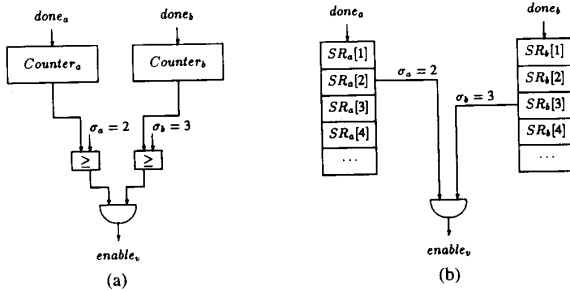 done_a
done_b
Counter_a
Counter_b
σ_a = 2
σ_b = 3
≥
≥
enable_v
(a)
done_a
done_b
SR_a[1]
SR_a[2]
SR_a[3]
SR_a[4]
...
σ_a = 2
σ_b = 3
SR_b[1]
SR_b[2]
SR_b[3]
SR_b[4]
...
enable_v
(b)